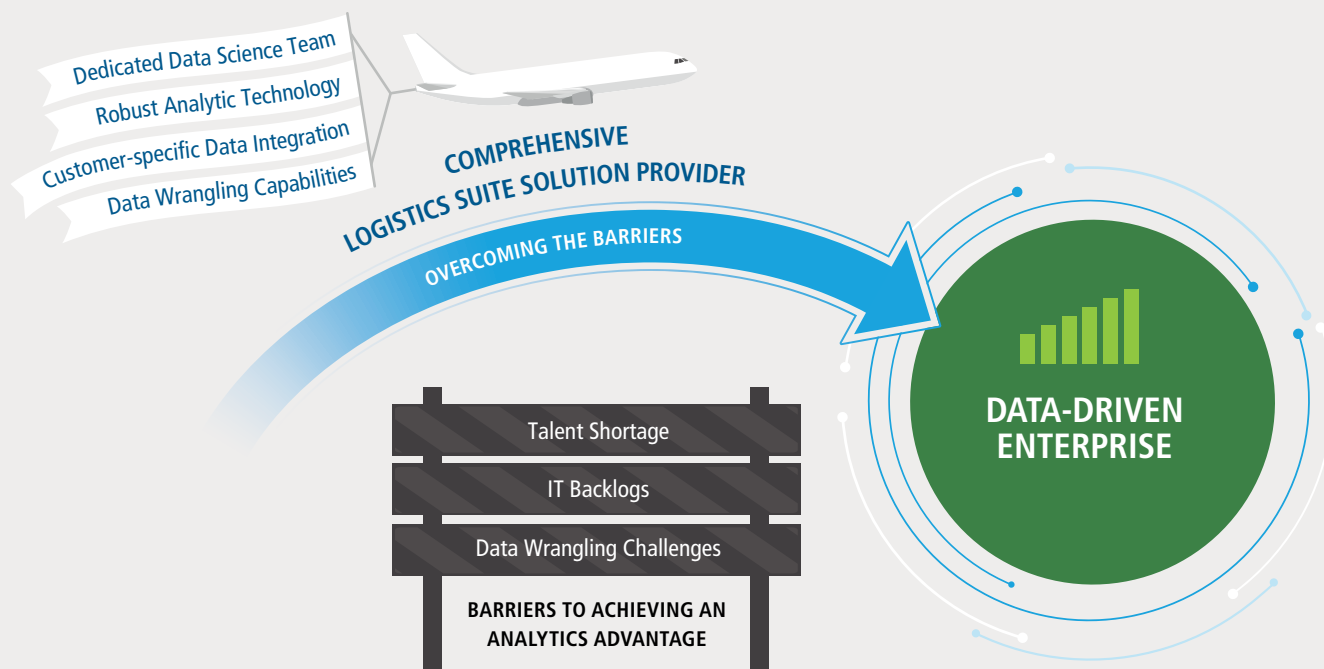 Dedicated Data Science Team
Robust Analytic Technology
Customer-specific Data Integration
Data Wrangling Capabilities
COMPREHENSIVE
LOGISTICS SUITE SOLUTION PROVIDER
OVERCOMING THE BARRIERS
DATA-DRIVEN
ENTERPRISE
Talent Shortage
IT Backlogs
Data Wrangling Challenges
BARRIERS TO ACHIEVING AN
ANALYTICS ADVANTAGE